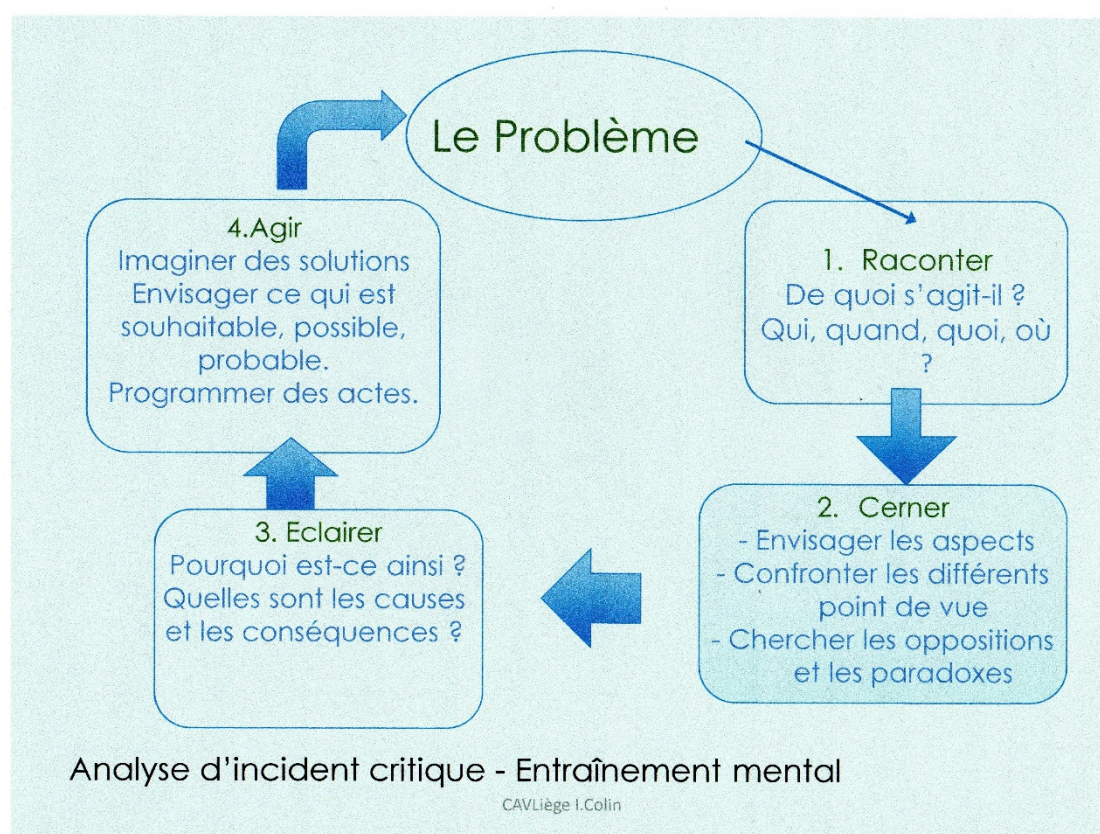 Le Problème
1. Raconter
De quoi s'agit-il ?
Qui, quand, quoi, où
?
2. Cerner
- Envisager les aspects
- Confronter les différents
point de vue
- Chercher les oppositions
et les paradoxes
3. Eclairer
Pourquoi est-ce ainsi ?
Quelles sont les causes
et les conséquences ?
4.Agir
Imaginer des solutions
Envisager ce qui est
souhaitable, possible,
probable.
Programmer des actes.
Analyse d'incident critique - Entraînement mental
CAVLiège I.Colin